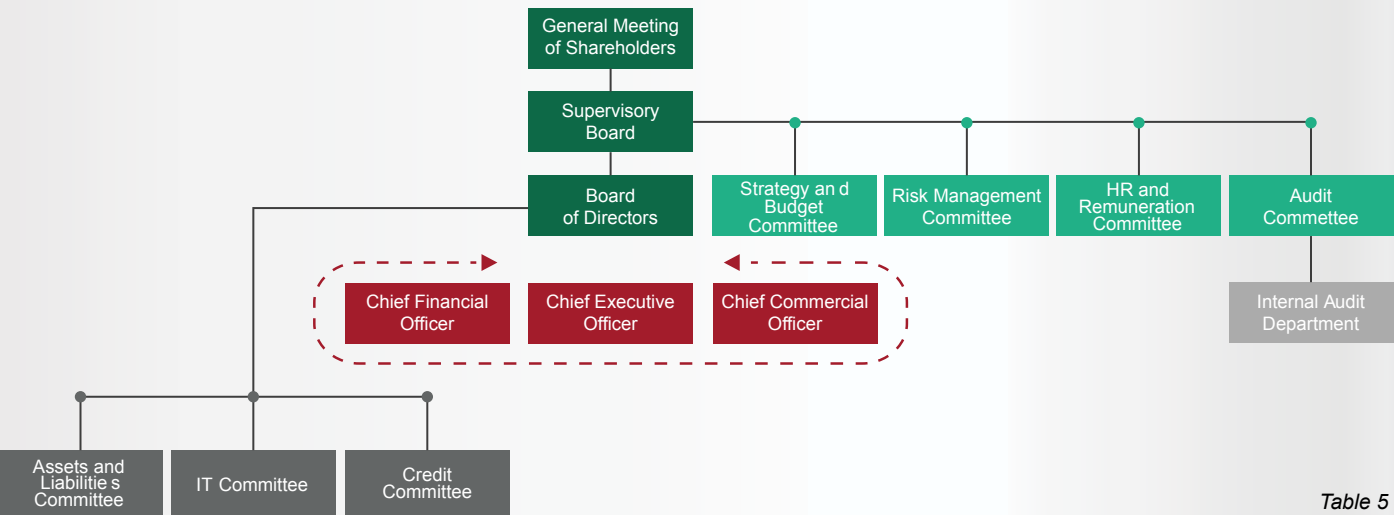 General Meeting
of Shareholders
Supervisory
Board
Board
of Directors
Strategy an d
Budget
Committee
Risk Management
Committee
HR and
Remuneration
Committee
Audit
Commettee
Chief Financial
Officer
Chief Executive
Officer
Chief Commercial
Officer
Internal Audit
Department
Assets and
Liabilitie s
Committee
IT Committee
Credit
Committee
Table 5